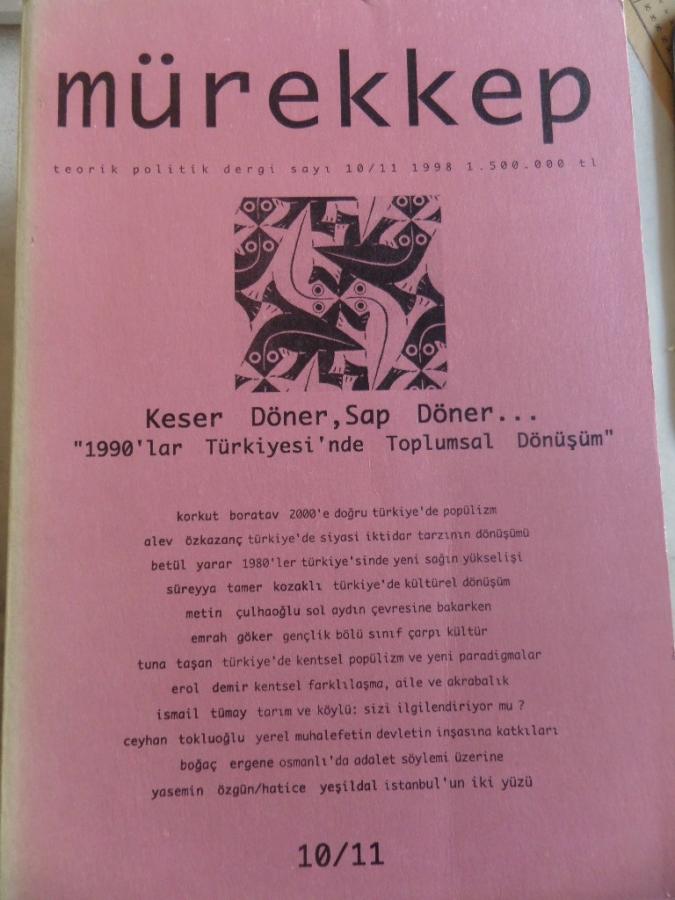 mürekkep
teorik politik dergi sayı 10/11 1998 1.500.000 tl
Keser Döner,Sap Döner...
"1990'lar Türkiyesi'nde Toplumsal Dönüşüm"
korkut boratav 2000'e doğru türkiye'de popülizm
alev özkazanç türkiye'de siyasi iktidar tarzının dönüşümü
betül yarar 1980'ler türkiye'sinde yeni sağın yükselişi
süreyya tamer kozaklı türkiye'de kültürel dönüşüm
metin çulhaoğlu sol aydın çevresine bakarken
emrah göker gençlik bölü sınıf çarpı kültür
tuna taşan türkiye'de kentsel popülizm ve yeni paradigmalar
erol demir kentsel farklılaşma, aile ve akrabalık
ismail tümay tarım ve köylü: sizi ilgilendiriyor mu ?
ceyhan tokluoğlu yerel muhalefetin devletin inşasına katkıları
boğaç ergene osmanlı'da adalet söylemi üzerine
yasemin özgün/hatice yeşildal istanbul'un iki yüzü
10/11